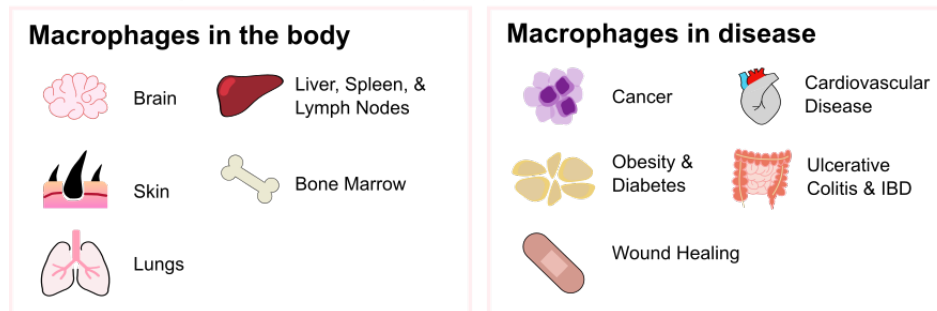 Macrophages in the body
Brain
Liver, Spleen, &
Lymph Nodes
Skin
Bone Marrow
Lungs
Macrophages in disease
Cancer
Cardiovascular
Disease
Obesity &
Diabetes
Ulcerative
Colitis & IBD
Wound Healing